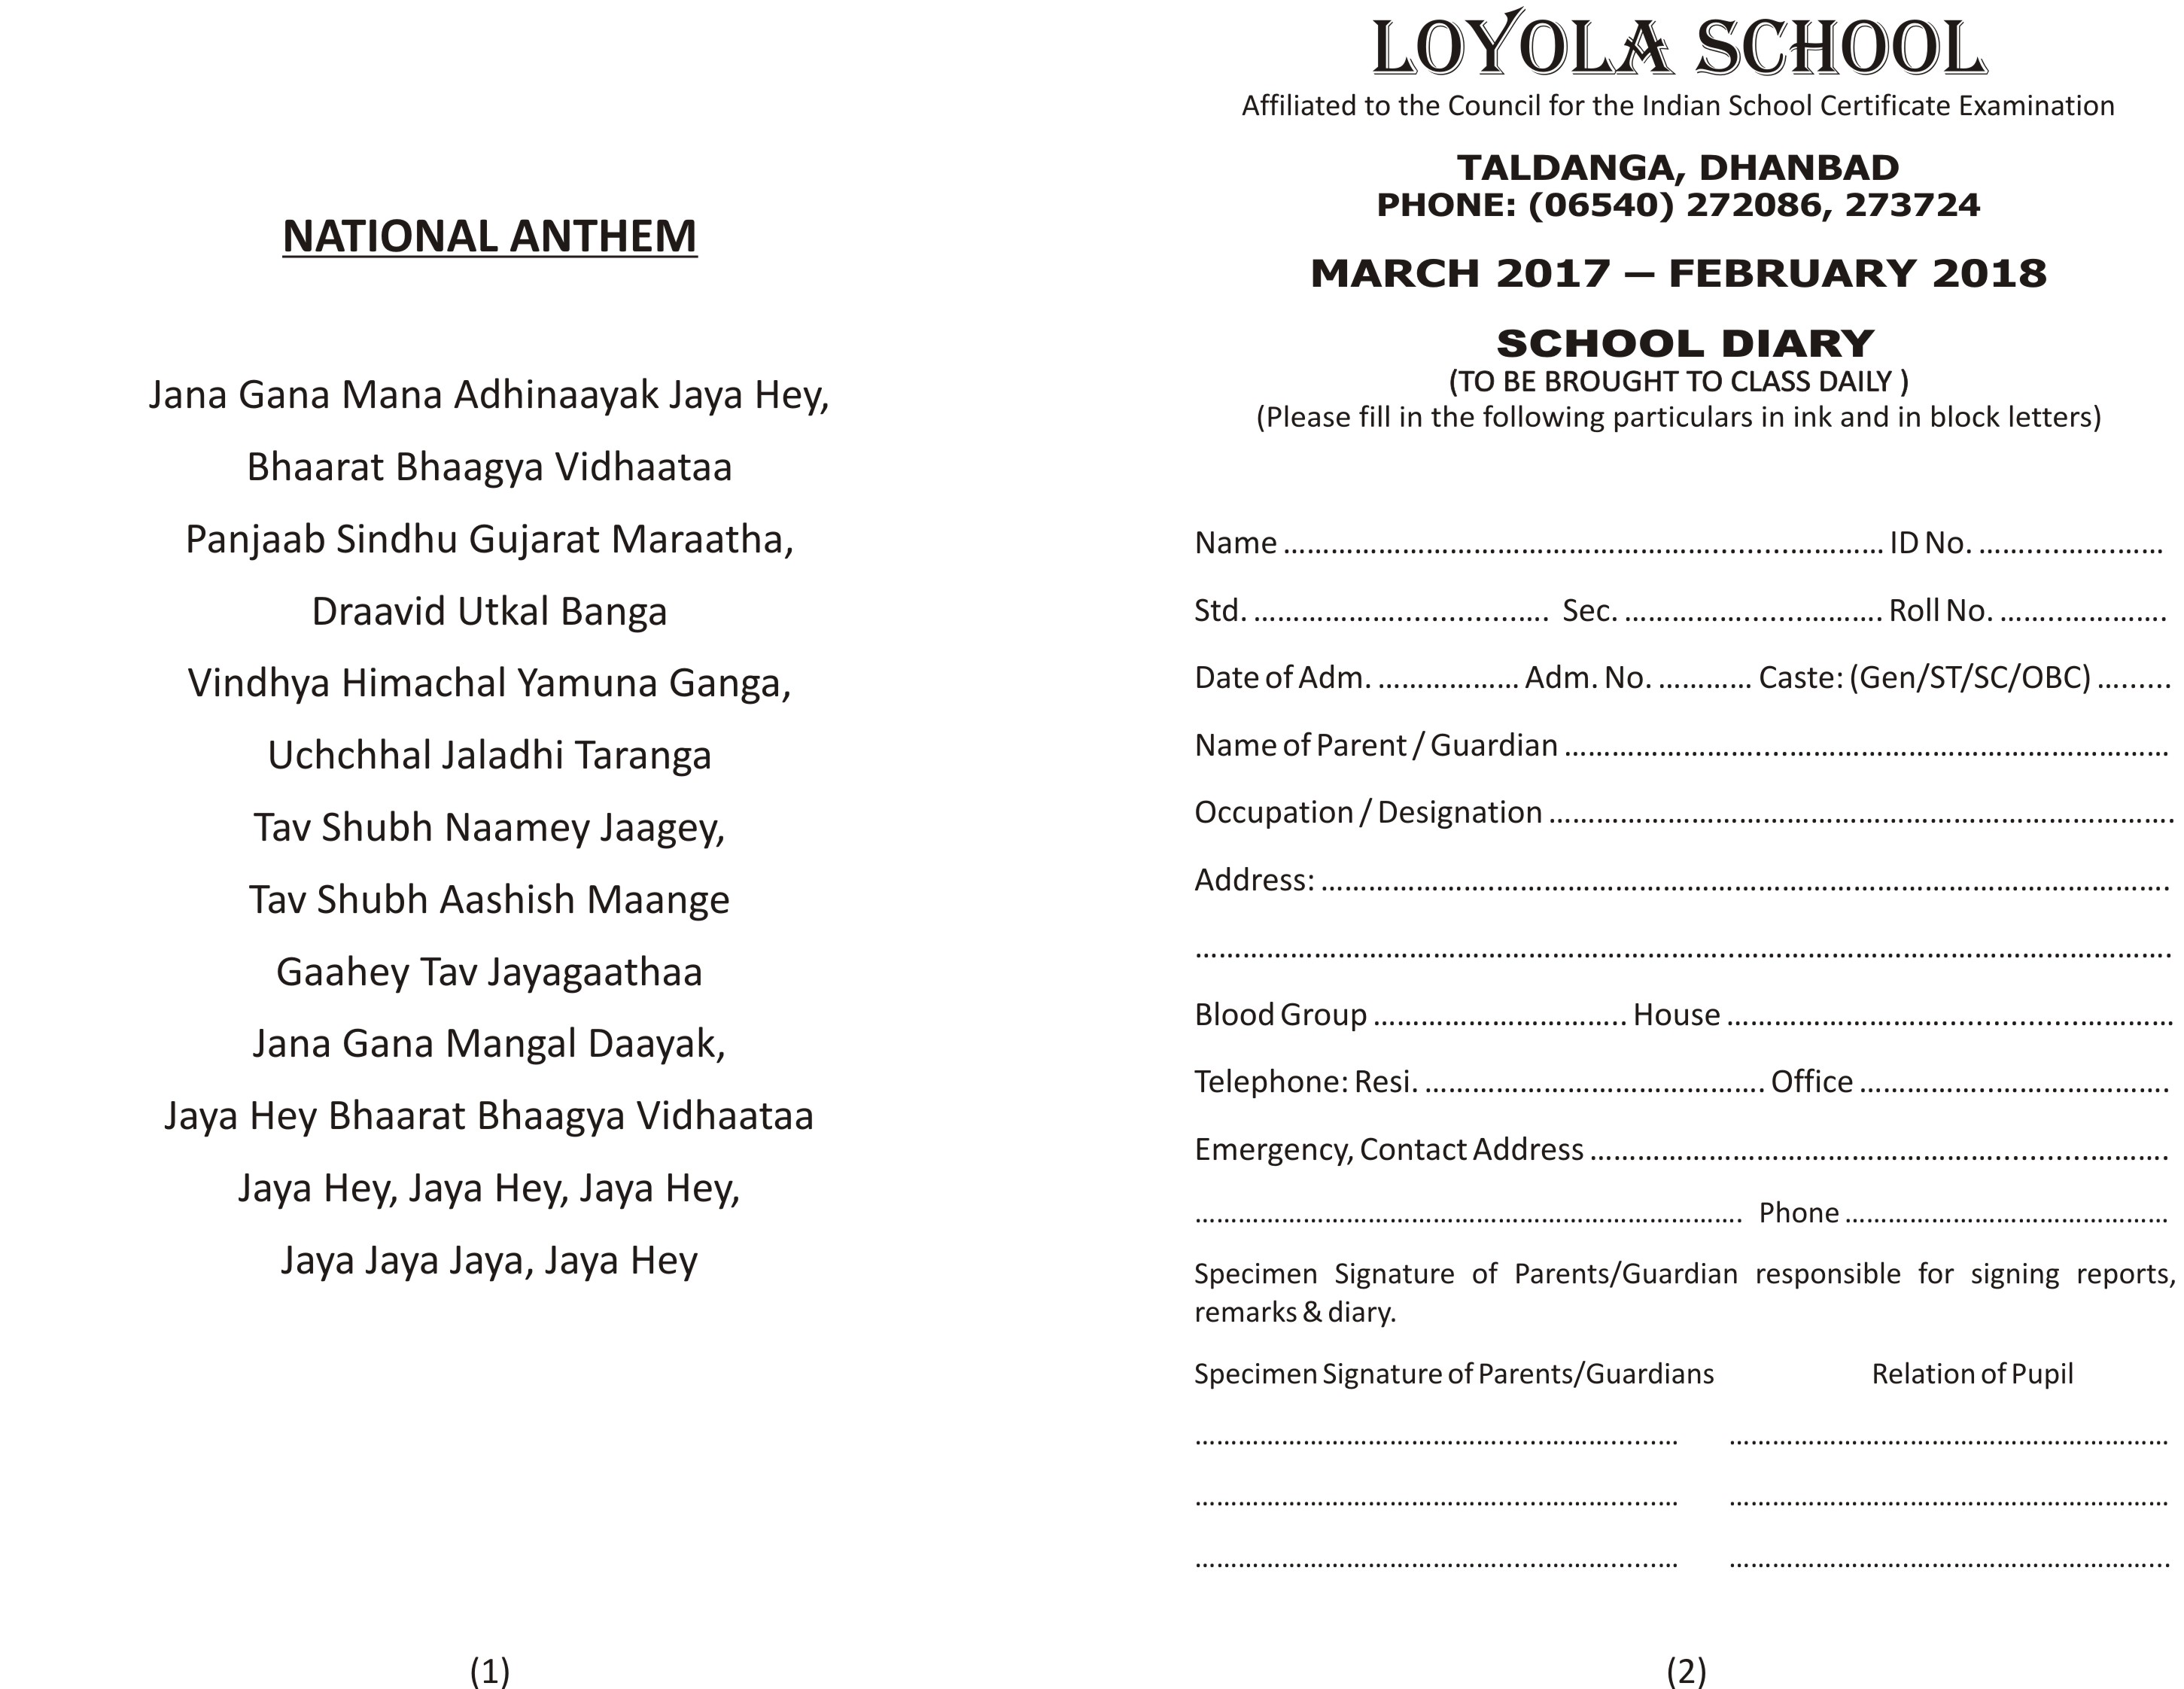 NATIONAL ANTHEM
Jana Gana Mana Adhinaayak Jaya Hey,
Bhaarat Bhaagya Vidhaataa
Panjaab Sindhu Gujarat Maraatha,
Draavid Utkal Banga
Vindhya Himachal Yamuna Ganga,
Uchchhal Jaladhi Taranga
Tav Shubh Naamey Jaagey,
Tav Shubh Aashish Maange
Gaahey Tav Jayagaathaa
Jana Gana Mangal Daayak,
Jaya Hey Bhaarat Bhaagya Vidhaataa
Jaya Hey, Jaya Hey, Jaya Hey,
Jaya Jaya Jaya, Jaya Hey
(1)
LOYOLA SCHOOL
Affiliated to the Council for the Indian School Certificate Examination
TALDANGA, DHANBAD
PHONE: (06540) 272086, 273724
MARCH 2017 – FEBRUARY 2018
SCHOOL DIARY
(TO BE BROUGHT TO CLASS DAILY )
(Please fill in the following particulars in ink and in block letters)
Name ........................................ ID No. ....................
Std. .............................. Sec. .............................. Roll No. ....................
Date of Adm. .................. Adm. No. ............ Caste: (Gen/ST/SC/OBC) .........
Name of Parent / Guardian ........................................
Occupation / Designation ........................................
Address: ........................................
........................................
Blood Group .............................. House ........................................
Telephone: Resi. .............................. Office ..............................
Emergency, Contact Address ........................................
........................................ Phone ..............................
Specimen Signature of Parents/Guardian responsible for signing reports,
remarks & diary.
Specimen Signature of Parents/Guardians Relation of Pupil
........................................ ........................................
........................................ ........................................
........................................ ........................................
(2)